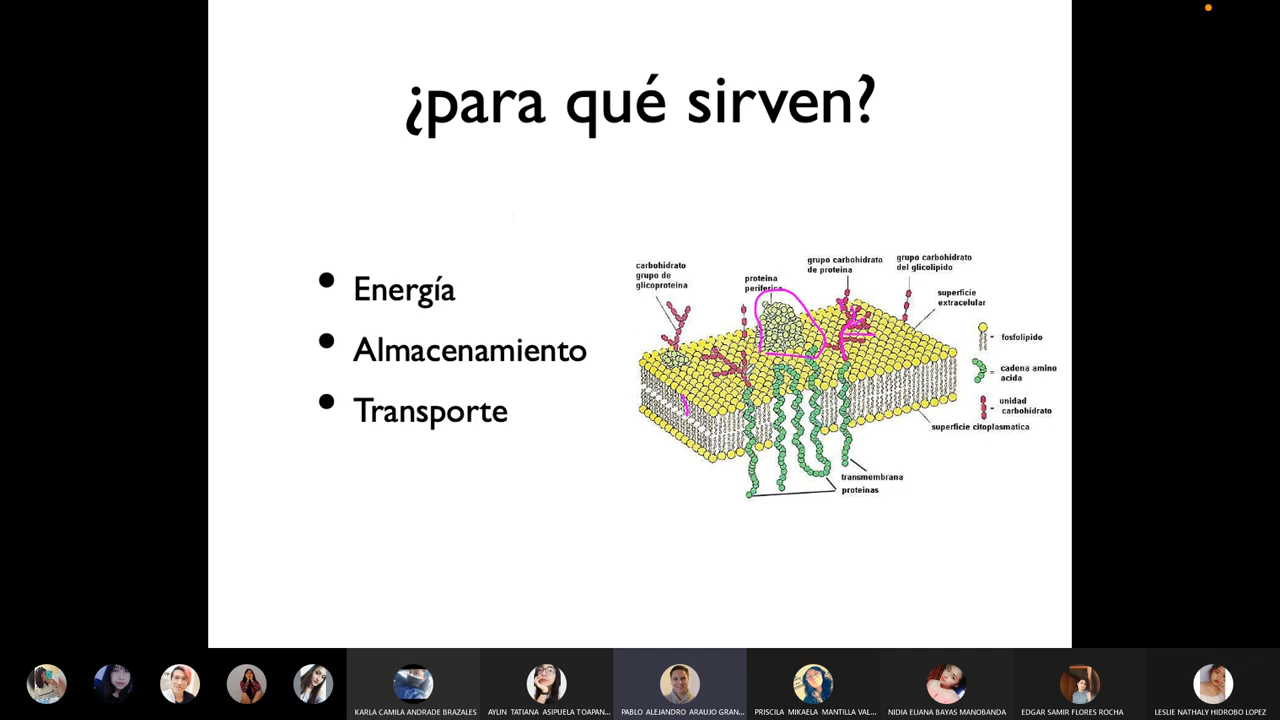 ¿para qué sirven?
• Energía
• Almacenamiento
• Transporte
carbohidrato
grupo de
glicoproteina
proteina
periferica
grupo carbohidrato
de proteina
grupo carbohidrato
del glicolipido
superficie
extracelular
= fosfolipido
= cadena amino
acida
= unidad
carbohidrato
superficie citoplasmatica
transmembrana
proteinas
KARLA CAMILA ANDRADE BRAZALES
AYLIN TATIANA ASIPUELA TOAPAN...
PABLO ALEJANDRO ARAUJO GRAN...
PRISCILA MIKAELA MANTILLA VAL...
NIDIA ELIANA BAYAS MANOBANDA
EDGAR SAMIR FLORES ROCHA
LESLIE NATHALY HIDROBO LOPEZ